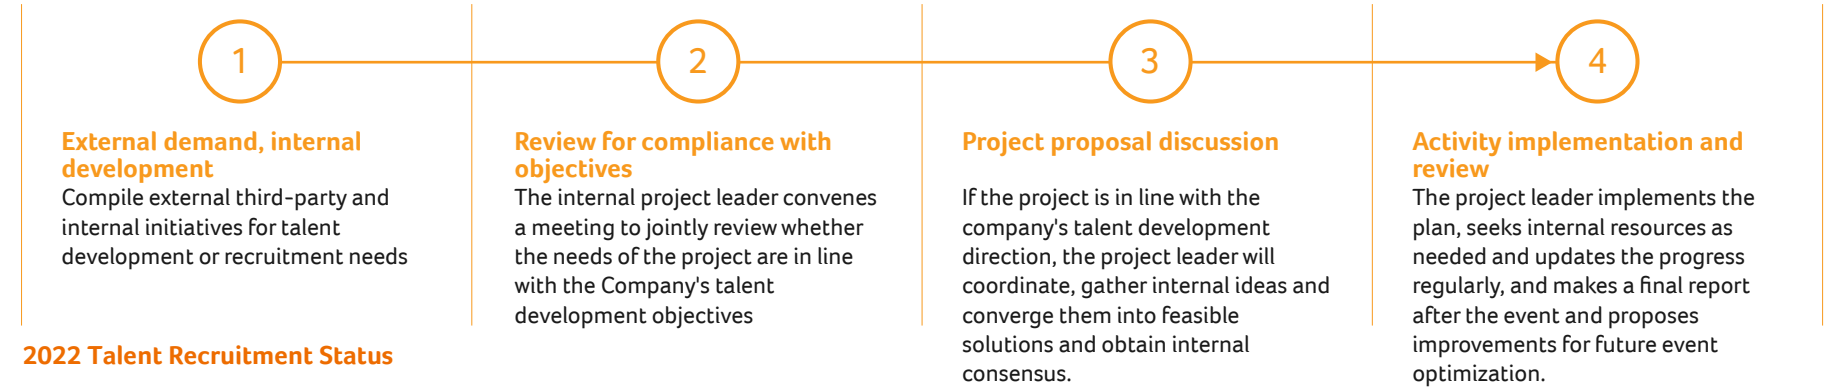 1
External demand, internal
development
Compile external third-party and
internal initiatives for talent
development or recruitment needs
2
Review for compliance with
objectives
The internal project leader convenes
a meeting to jointly review whether
the needs of the project are in line
with the Company's talent
development objectives
3
Project proposal discussion
If the project is in line with the
company's talent development
direction, the project leader will
coordinate, gather internal ideas and
converge them into feasible
solutions and obtain internal
consensus.
4
Activity implementation and
review
The project leader implements the
plan, seeks internal resources as
needed and updates the progress
regularly, and makes a final report
after the event and proposes
improvements for future event
optimization.
2022 Talent Recruitment Status